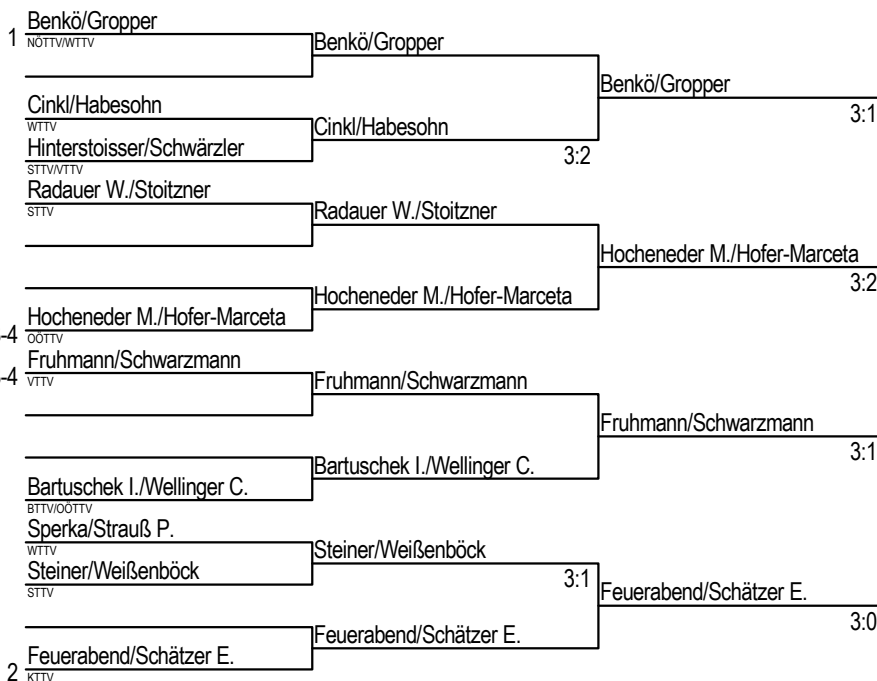 Benkö/Gropper
1
NÖTTV/WTTV
Benkö/Gropper
Benkö/Gropper
3:1
Cinkl/Habesohn
WTTV
Cinkl/Habesohn
3:2
Hinterstoisser/Schwärzler
STTV/VTTV
Radauer W./Stoitzner
STTV
Radauer W./Stoitzner
Hocheneder M./Hofer-Marceta
3:2
Hocheneder M./Hofer-Marceta
Hocheneder M./Hofer-Marceta
-4
OÖTTV
Fruhmann/Schwarzmann
-4
VTTV
Fruhmann/Schwarzmann
Fruhmann/Schwarzmann
3:1
Bartuschek I./Wellinger C.
Bartuschek I./Wellinger C.
BTTV/OÖTTV
Sperka/Strauß P.
WTTV
Steiner/Weißenböck
3:1
Steiner/Weißenböck
STTV
Feuerabend/Schätzer E.
3:0
Feuerabend/Schätzer E.
Feuerabend/Schätzer E.
2
KTTV